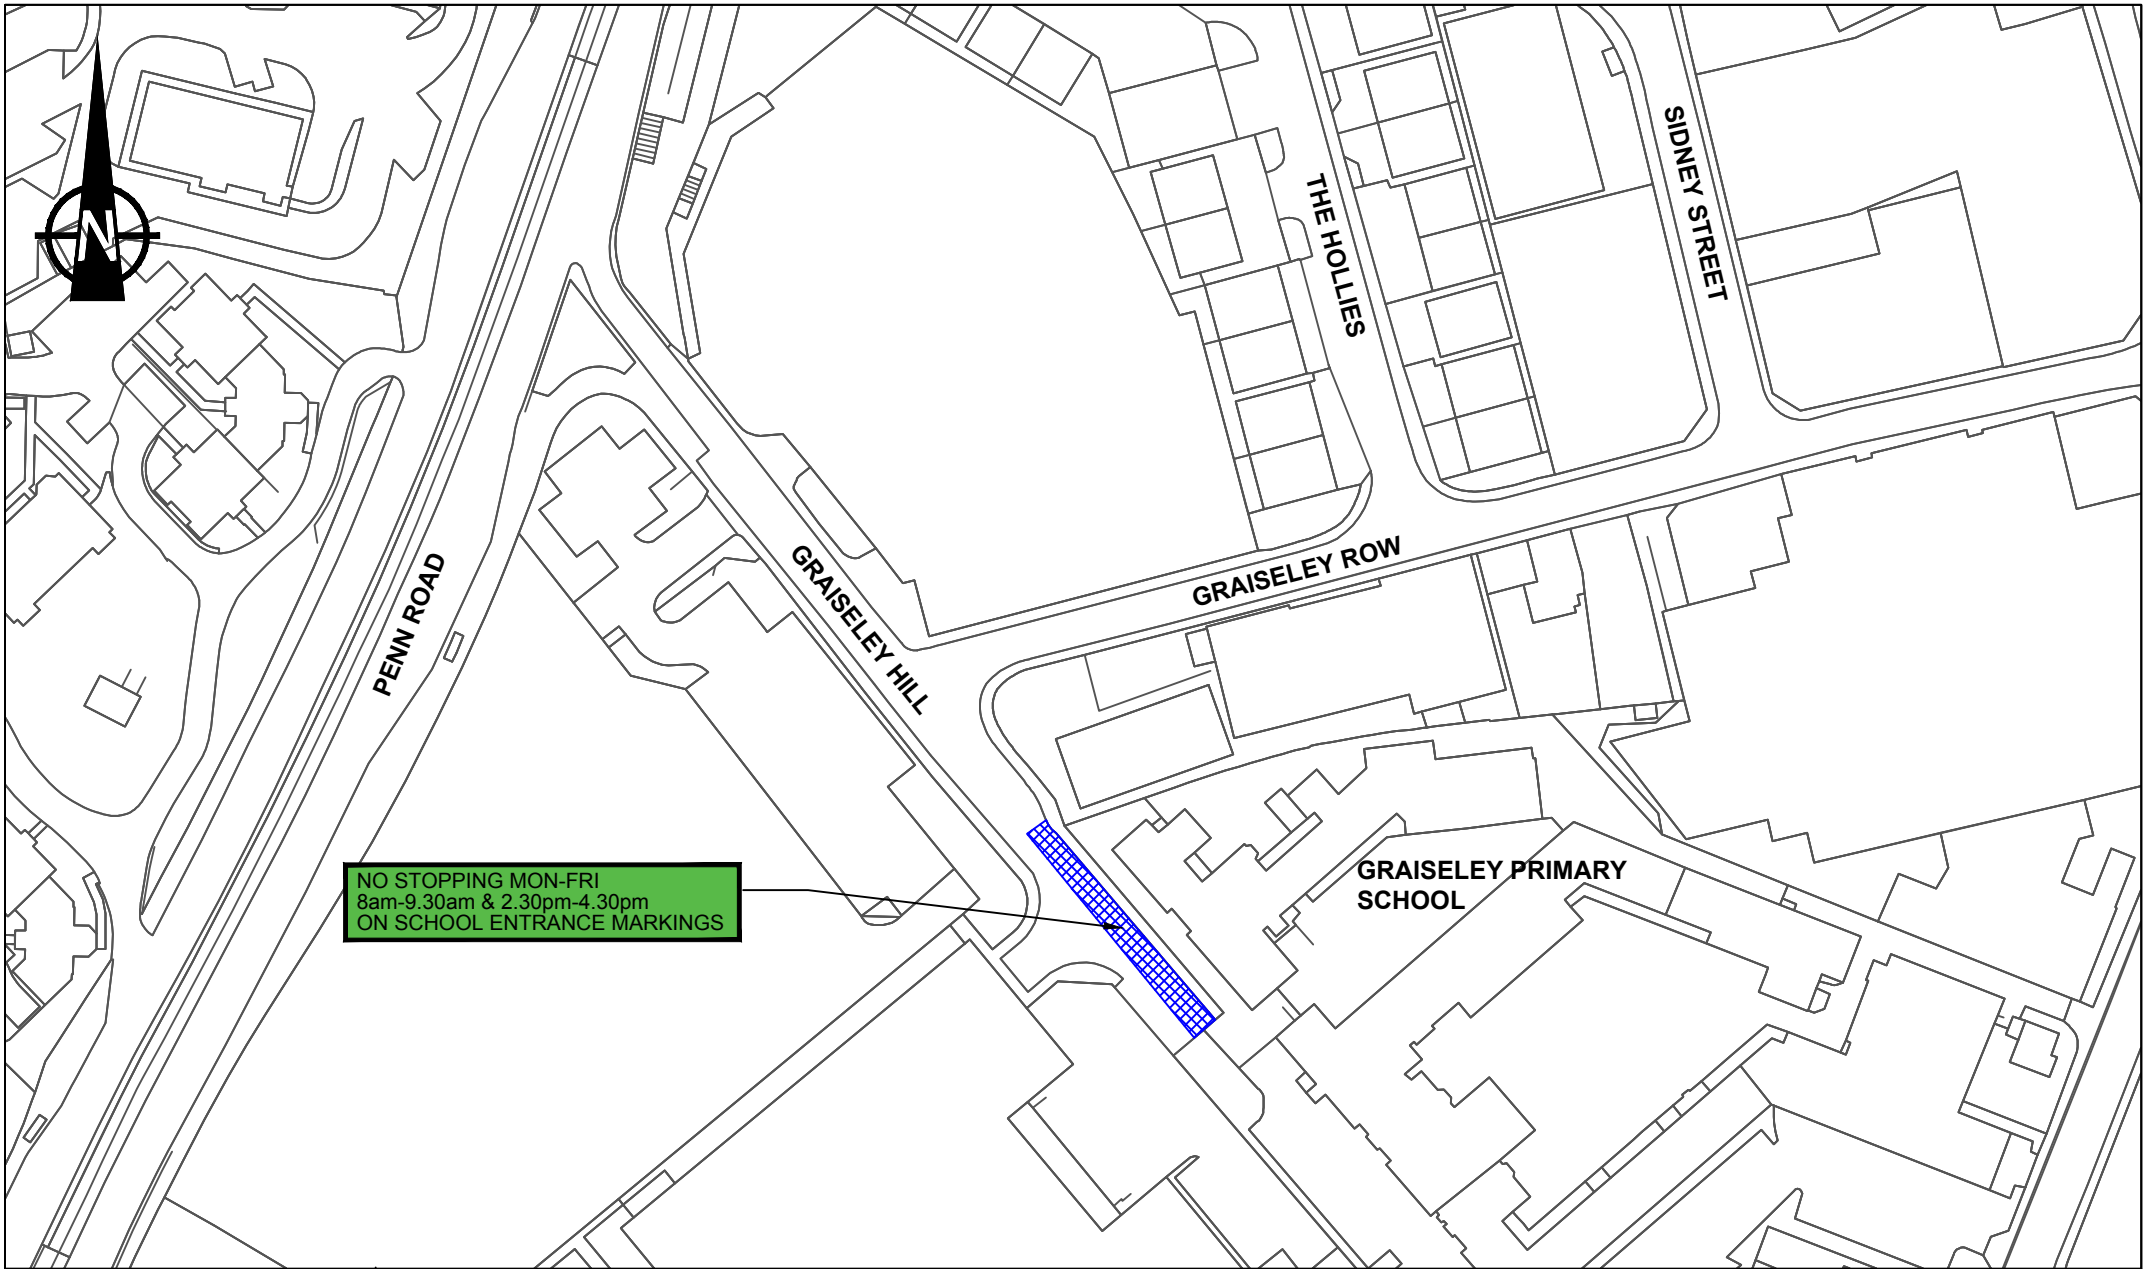 N
SIDNEY STREET
THE HOLLIES
GRAISELEY ROW
GRAISELEY HILL
PENN ROAD
NO STOPPING MON-FRI
8am-9.30am & 2.30pm-4.30pm
ON SCHOOL ENTRANCE MARKINGS
GRAISELEY PRIMARY
SCHOOL